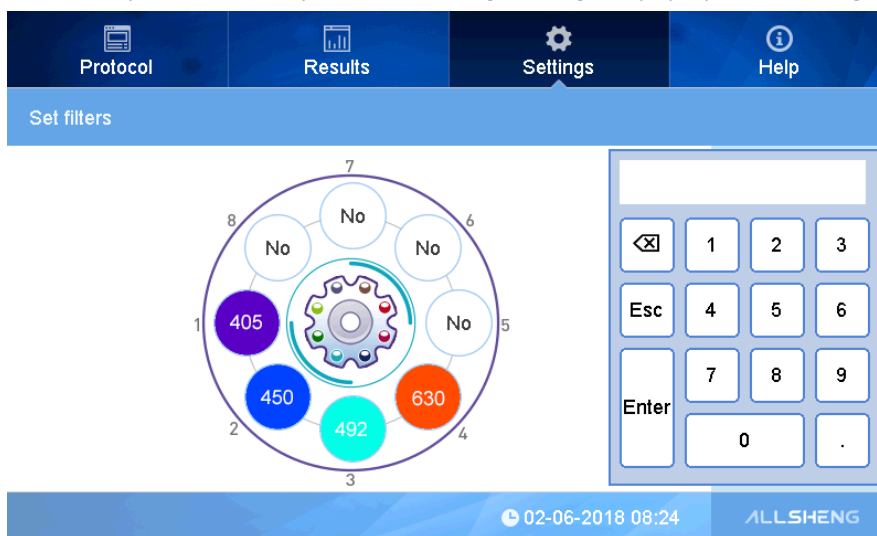 Protocol
Results
Settings
Help
Set filters
7
8
No
6
No
No
1
405
No
5
450
630
2
492
4
3
1
2
3
Esc
4
5
6
7
8
9
Enter
0
.
02-06-2018 08:24
ALLSHENG